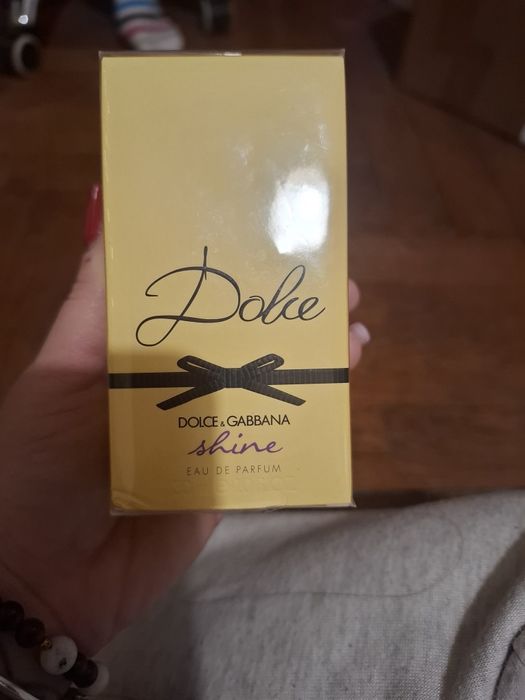 Dolce
DOLCE & GABBANA
shine
EAU DE PARFUM